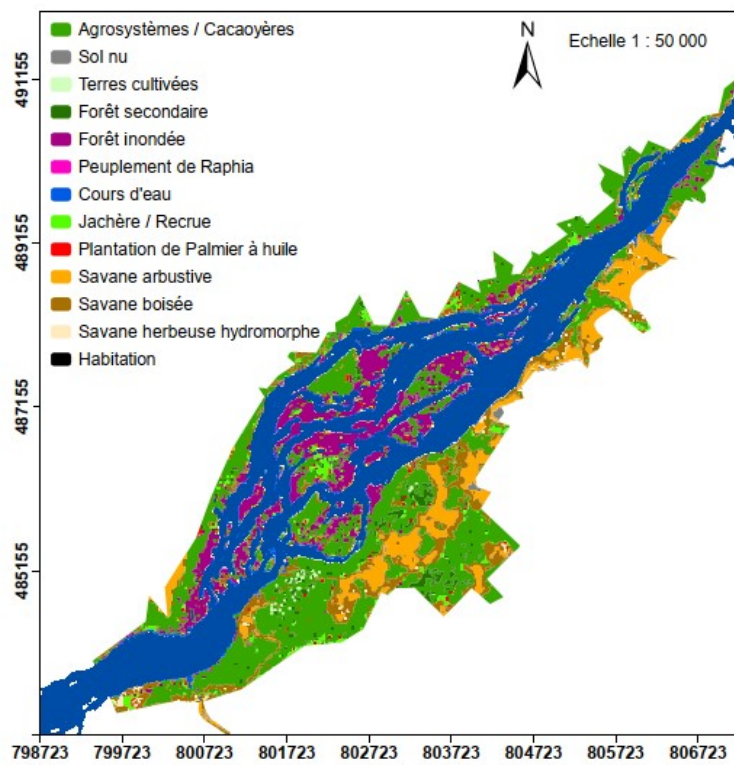 Agrosystèmes / Cacaoyères
Sol nu
Terres cultivées
Forêt secondaire
Forêt inondée
Peuplement de Raphia
Cours d'eau
Jachère / Recrue
Plantation de Palmier à huile
Savane arbustive
Savane boisée
Savane herbeuse hydromorphe
Habitation
N
Echelle 1 : 50 000
491155
489155
487155
485155
798723 799723 800723 801723 802723 803723 804723 805723 806723